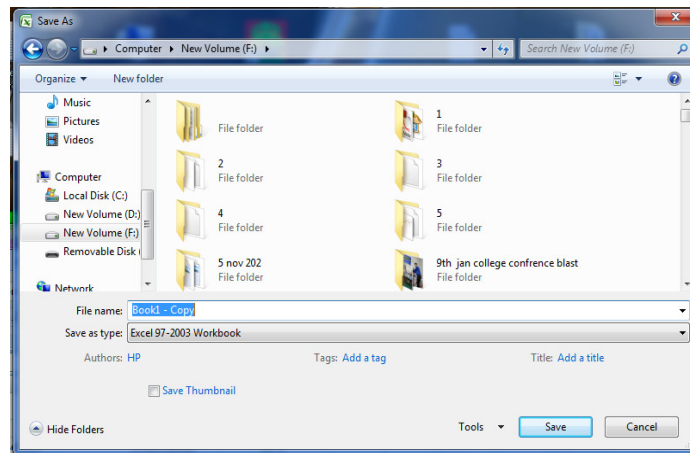 Save As
Computer New Volume (F:)
Search New Volume (F:)
Organize New folder
Music
Pictures
Videos
Computer
Local Disk (C:)
New Volume (D:)
New Volume (F:)
Removable Disk (
Network
File folder
1
File folder
2
File folder
3
File folder
4
File folder
5
File folder
5 nov 202
File folder
9th jan college confrence blast
File folder
File name: Book1 - Copy
Save as type: Excel 97-2003 Workbook
Authors: HP Tags: Add a tag Title: Add a title
Save Thumbnail
Hide Folders Tools Save Cancel